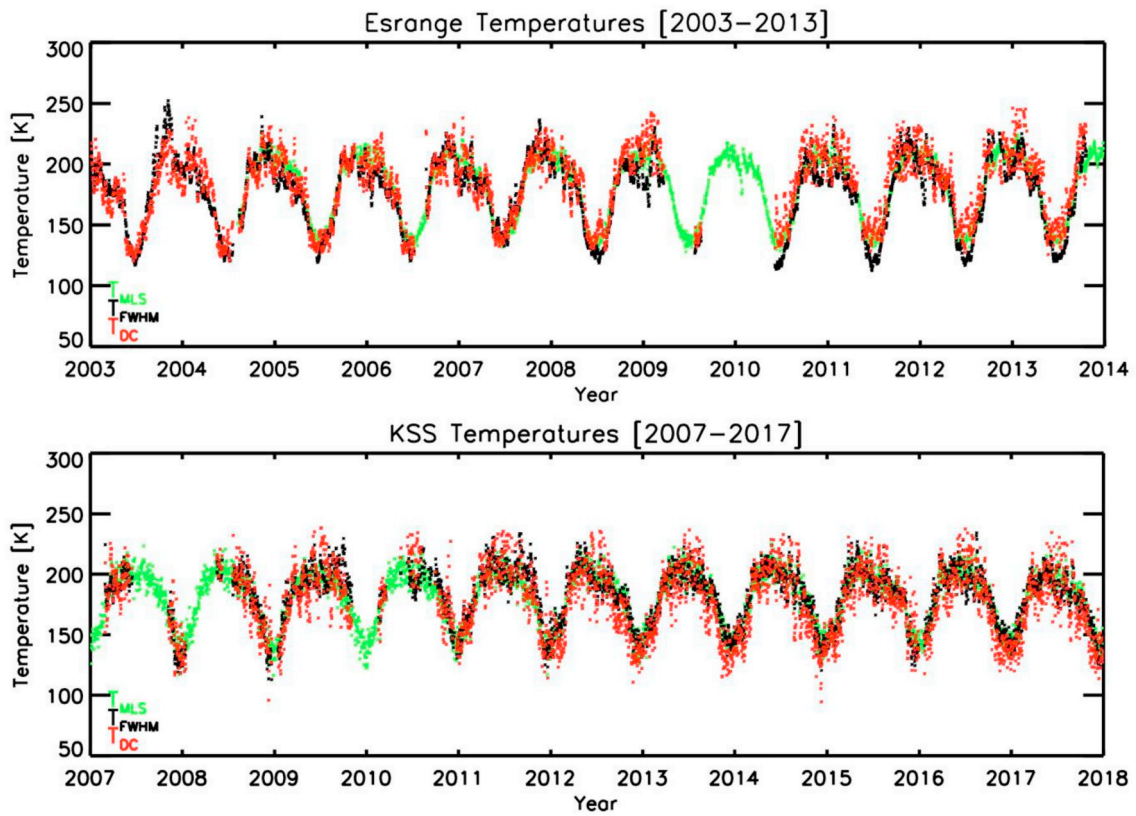 Esrange Temperatures [2003-2013]
300
250
200
150
100
50
Temperature [K]
T MLS
T FWHM
T DC
2003 2004 2005 2006 2007 2008 2009 2010 2011 2012 2013 2014
Year
KSS Temperatures [2007-2017]
300
250
200
150
100
50
Temperature [K]
T MLS
T FWHM
T DC
2007 2008 2009 2010 2011 2012 2013 2014 2015 2016 2017 2018
Year